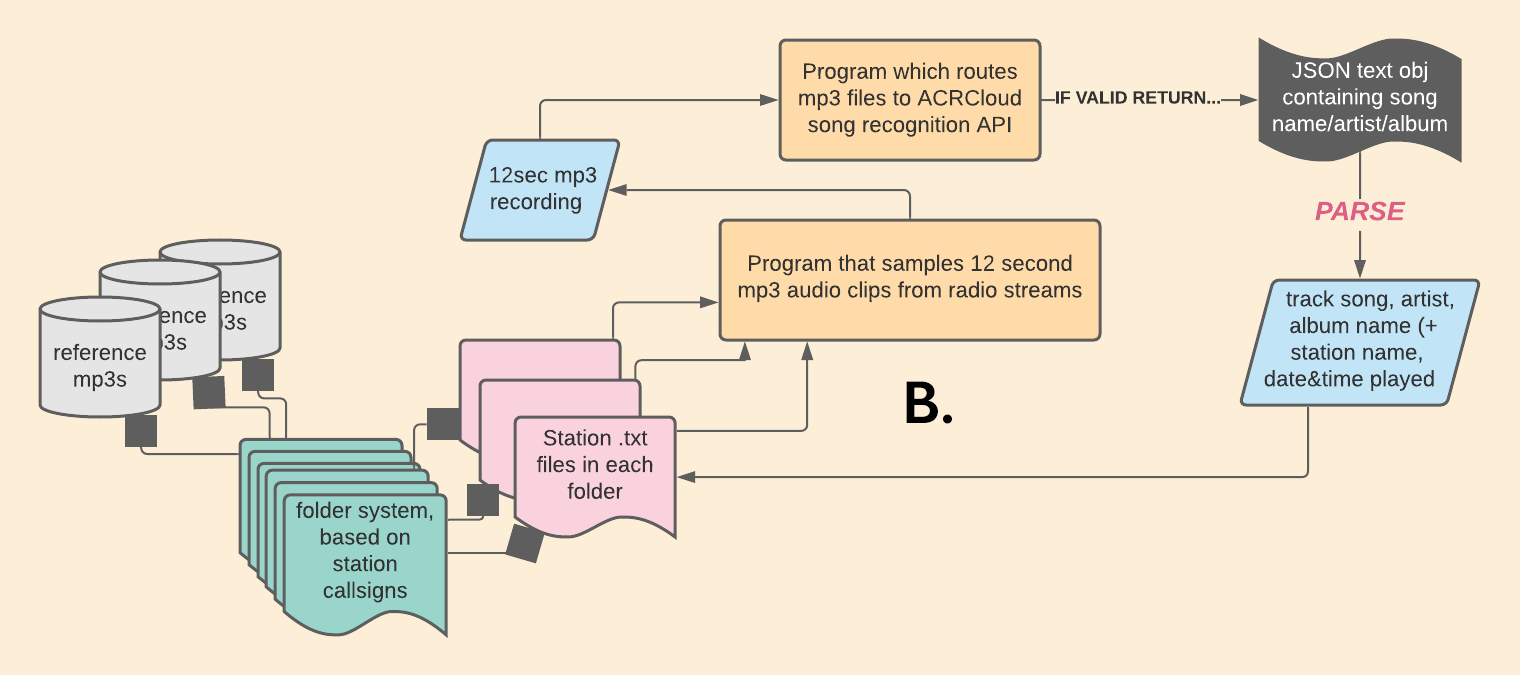 Program which routes
mp3 files to ACRCloud
song recognition API
IF VALID RETURN...
JSON text obj
containing song
name/artist/album
12sec mp3
recording
PARSE
Program that samples 12 second
mp3 audio clips from radio streams
track song, artist,
album name (+
station name,
date&time played
ence
3s
ence
3s
reference
mp3s
B.
Station .txt
files in each
folder
folder system,
based on
station
callsigns